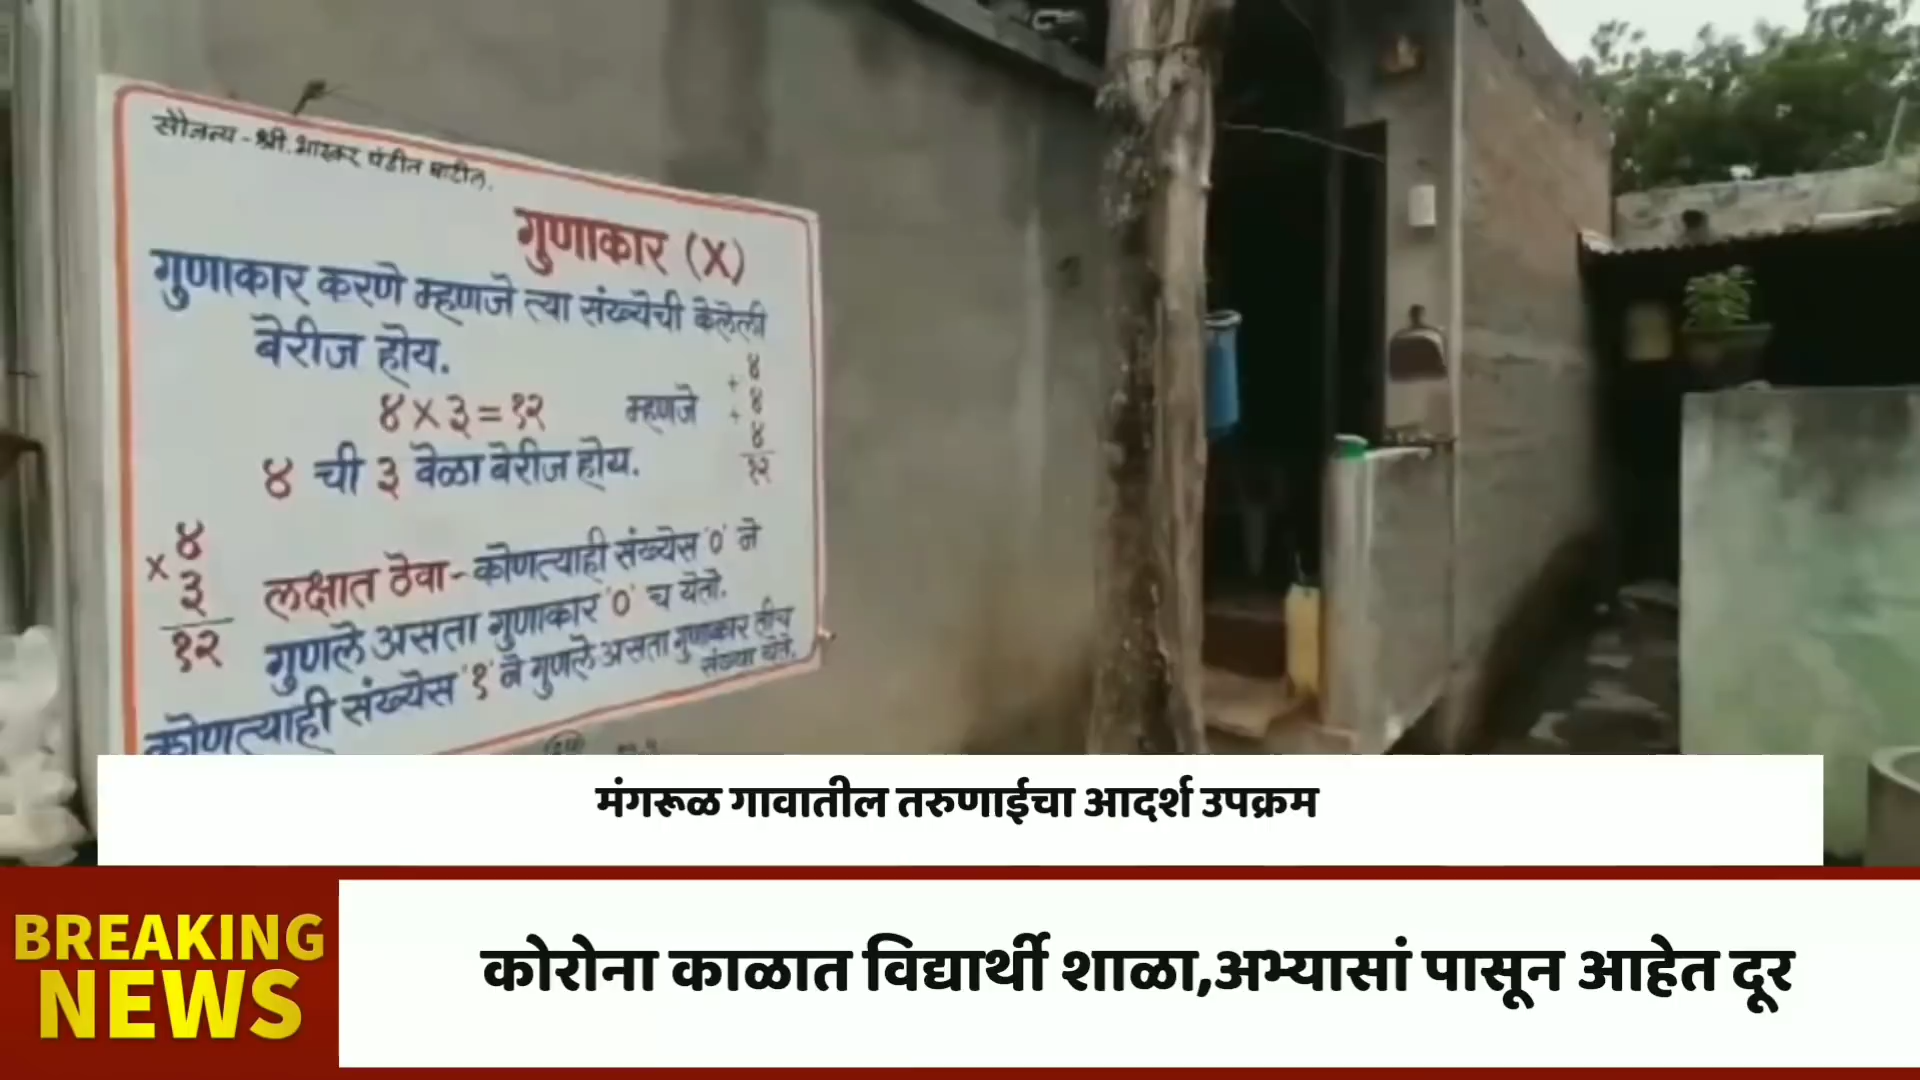 सौजन्य - श्री. भास्कर पंडीत पाटील.
गुणाकार (X)
गुणाकार करणे म्हणजे त्या संख्येची केलेली
बेरीज होय.
४ × ३ = १२ म्हणजे
+ ४
+ ४
४
१२
४ ची ३ वेळा बेरीज होय.
४
× ३
१२
लक्षात ठेवा - कोणत्याही संख्येस '0' ने
गुणले असता गुणाकार '0' च येतो.
कोणत्याही संख्येस '१' ने गुणले असता गुणाकार तीच
संख्या येते.
मंगरूळ गावातील तरुणाईचा आदर्श उपक्रम
BREAKING
NEWS
कोरोना काळात विद्यार्थी शाळा,अभ्यासां पासून आहेत दूर